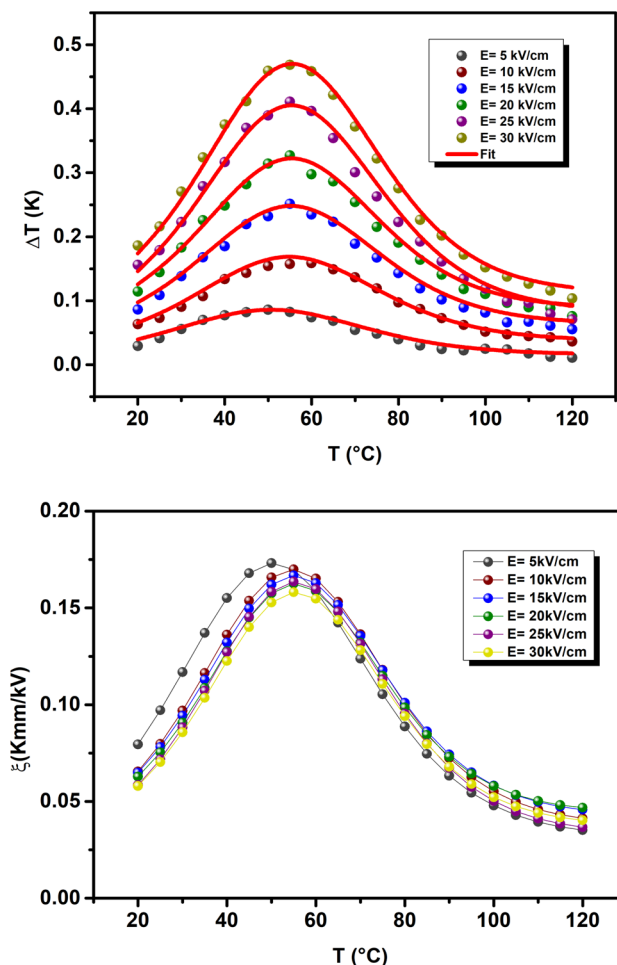 ΔT (K)
0.5
0.4
0.3
0.2
0.1
0.0
E= 5 kV/cm
E= 10 kV/cm
E= 15 kV/cm
E= 20 kV/cm
E= 25 kV/cm
E= 30 kV/cm
Fit
20 40 60 80 100 120
T (°C)
ξ(Kmm/kV)
0.20
0.15
0.10
0.05
0.00
E= 5kV/cm
E= 10kV/cm
E= 15kV/cm
E= 20kV/cm
E= 25kV/cm
E= 30kV/cm
20 40 60 80 100 120
T (°C)